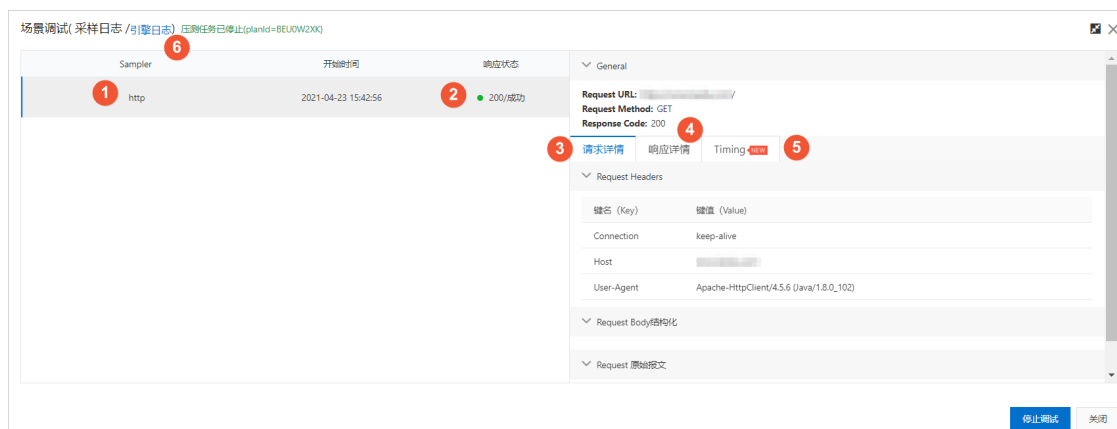 场景调试( 采样日志 /引擎日志) 压测任务已停止(planId=BEU0W2XK)
6
Sampler 开始时间 响应状态
1 http 2021-04-23 15:42:56 2 200/成功
General
Request URL: /
Request Method: GET
Response Code: 200
4
3 请求详情 响应详情 Timing NEW 5
Request Headers
键名 (Key) 键值 (Value)
Connection keep-alive
Host
User-Agent Apache-HttpClient/4.5.6 (Java/1.8.0_102)
Request Body结构化
Request 原始报文
停止调试 关闭